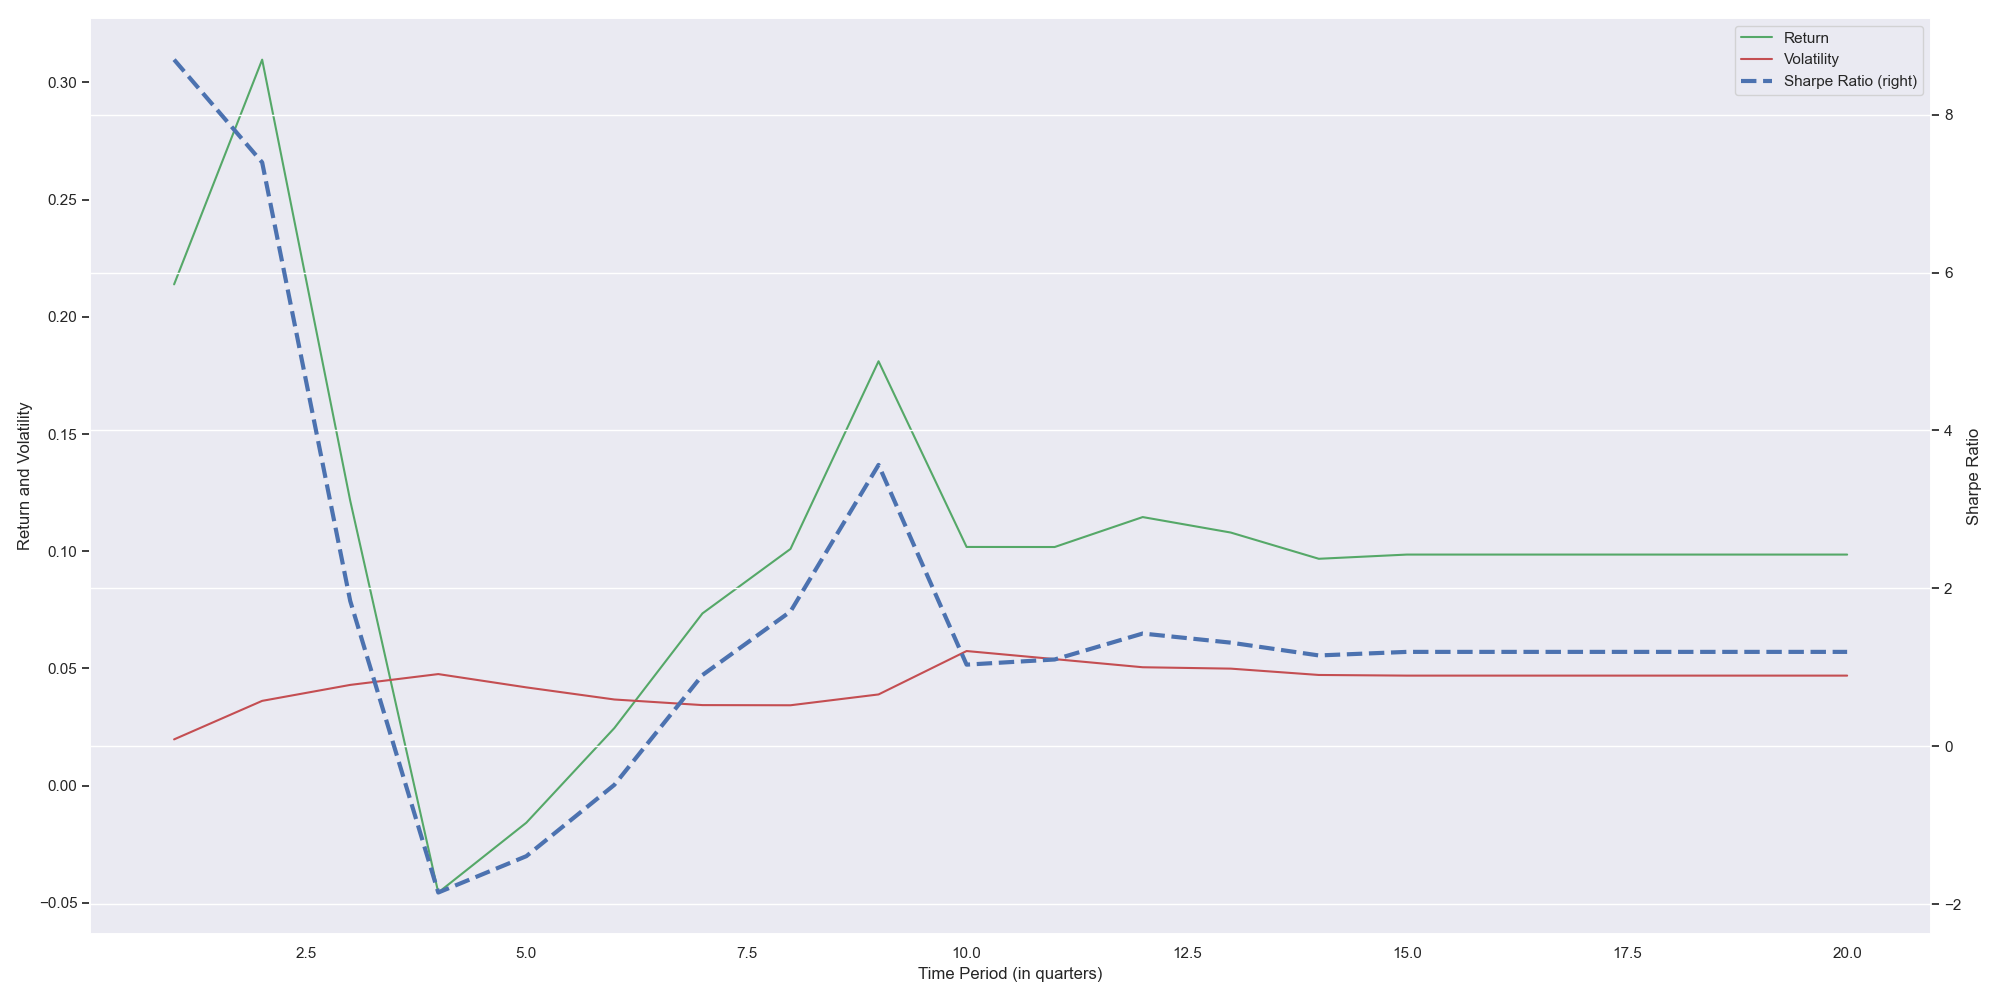 Return
Volatility
Sharpe Ratio (right)
0.30
0.25
0.20
0.15
0.10
0.05
0.00
−0.05
Return and Volatility
8
6
4
2
0
−2
Sharpe Ratio
2.5 5.0 7.5 10.0 12.5 15.0 17.5 20.0
Time Period (in quarters)